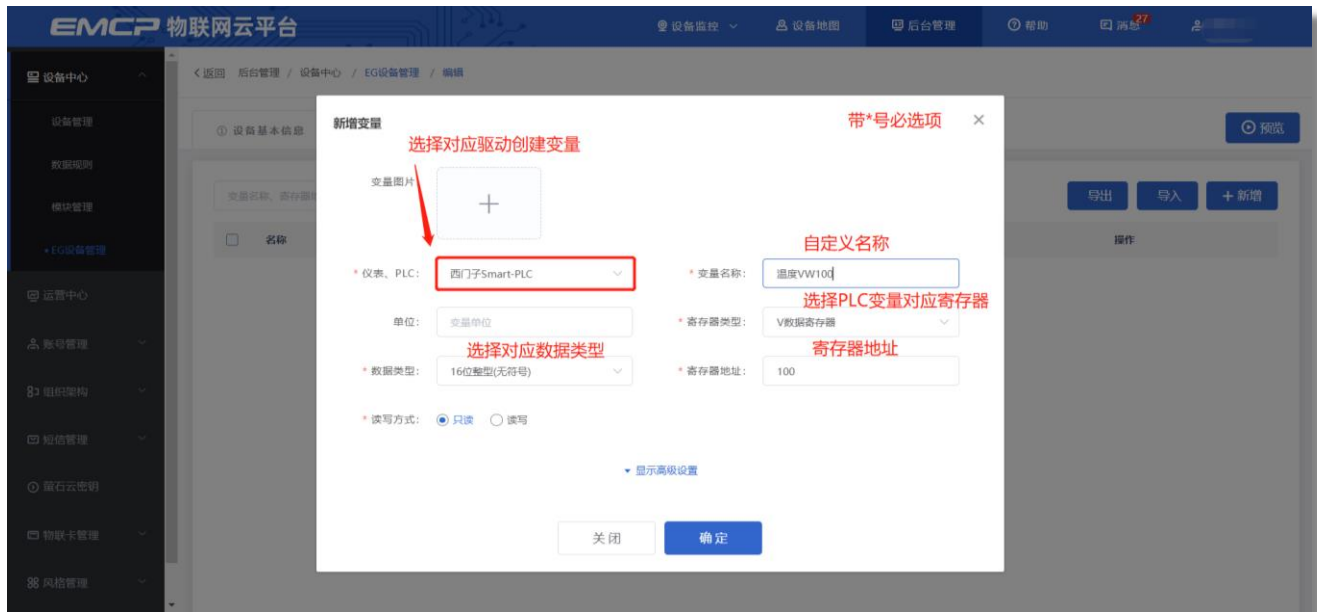 EMCP 物联网云平台 设备监控 设备地图 后台管理 帮助 消息 27
设备中心 返回 后台管理 / 设备中心 / EG设备管理 / 编辑
设备管理
数据规则
模块管理
EG设备管理
运营中心
账号管理
组织架构
短信管理
萤石云密钥
物联卡管理
风格管理
① 设备基本信息 预览
变量名称、寄存器 导出 导入 +新增
名称 操作
新增变量 带*号必选项 ×
选择对应驱动创建变量
变量图片
自定义名称
* 仪表、PLC: 西门子Smart-PLC * 变量名称: 温度VW100
选择PLC变量对应寄存器
单位: 变量单位 * 寄存器类型: V数据寄存器
选择对应数据类型 寄存器地址
* 数据类型: 16位整型(无符号) * 寄存器地址: 100
* 读写方式: 只读 读写
显示高级设置
关闭 确定